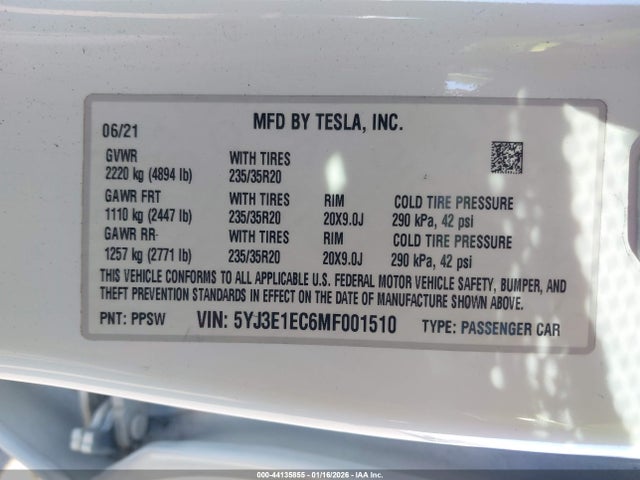 MFD BY TESLA, INC.
06/21
GVWR WITH TIRES
2220 kg (4894 lb) 235/35R20
GAWR FRT WITH TIRES RIM COLD TIRE PRESSURE
1110 kg (2447 lb) 235/35R20 20X9.0J 290 kPa, 42 psi
GAWR RR WITH TIRES RIM COLD TIRE PRESSURE
1257 kg (2771 lb) 235/35R20 20X9.0J 290 kPa, 42 psi
THIS VEHICLE CONFORMS TO ALL APPLICABLE U.S. FEDERAL MOTOR VEHICLE SAFETY, BUMPER, AND
THEFT PREVENTION STANDARDS IN EFFECT ON THE DATE OF MANUFACTURE SHOWN ABOVE.
PNT: PPSW VIN: 5YJ3E1EC6MF001510 TYPE: PASSENGER CAR
000-44135855 - 01/16/2026 - IAA Inc.